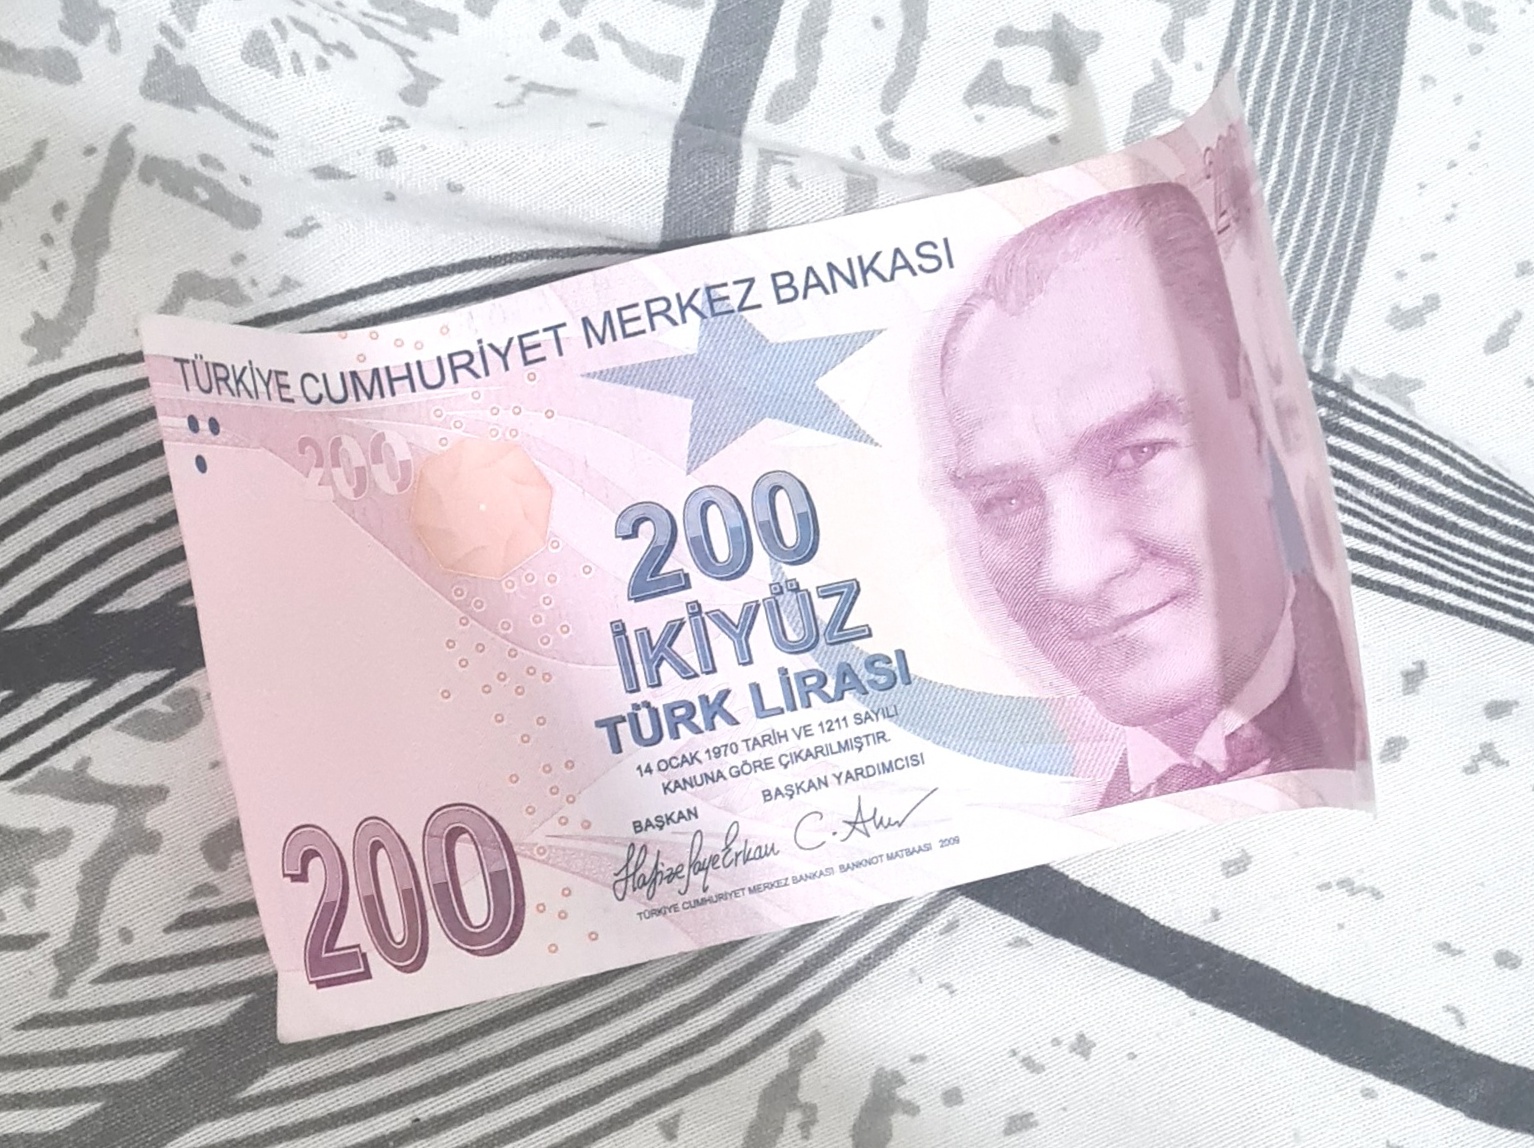 TÜRKİYE CUMHURİYET MERKEZ BANKASI
200
200
200
İKİYÜZ
TÜRK LİRASI
14 OCAK 1970 TARİH VE 1211 SAYILI
KANUNA GÖRE ÇIKARILMIŞTIR.
BAŞKAN BAŞKAN YARDIMCISI
Hafize Gaye Erkan
200
TÜRKİYE CUMHURİYET MERKEZ BANKASI BANKNOT MATBAASI 2009